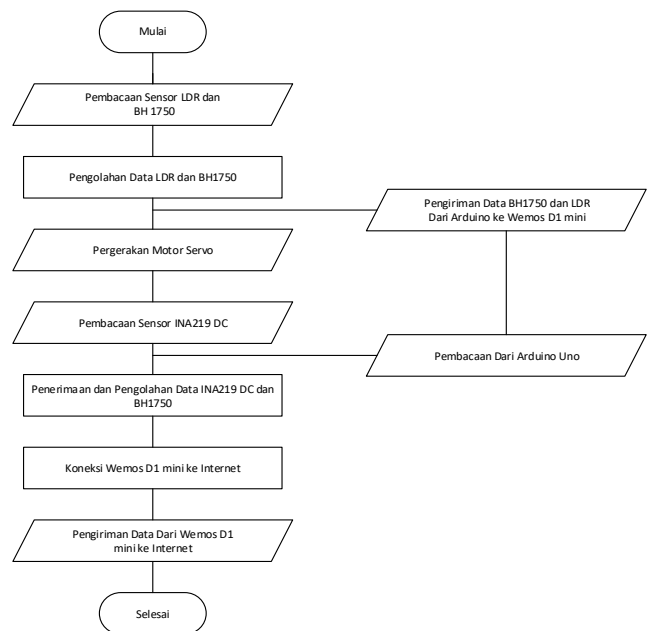 Mulai
Pembacaan Sensor LDR dan
BH 1750
Pengolahan Data LDR dan BH1750
Pengiriman Data BH1750 dan LDR
Dari Arduino ke Wemos D1 mini
Pergerakan Motor Servo
Pembacaan Sensor INA219 DC
Pembacaan Dari Arduino Uno
Penerimaan dan Pengolahan Data INA219 DC dan
BH1750
Koneksi Wemos D1 mini ke Internet
Pengiriman Data Dari Wemos D1
mini ke Internet
Selesai